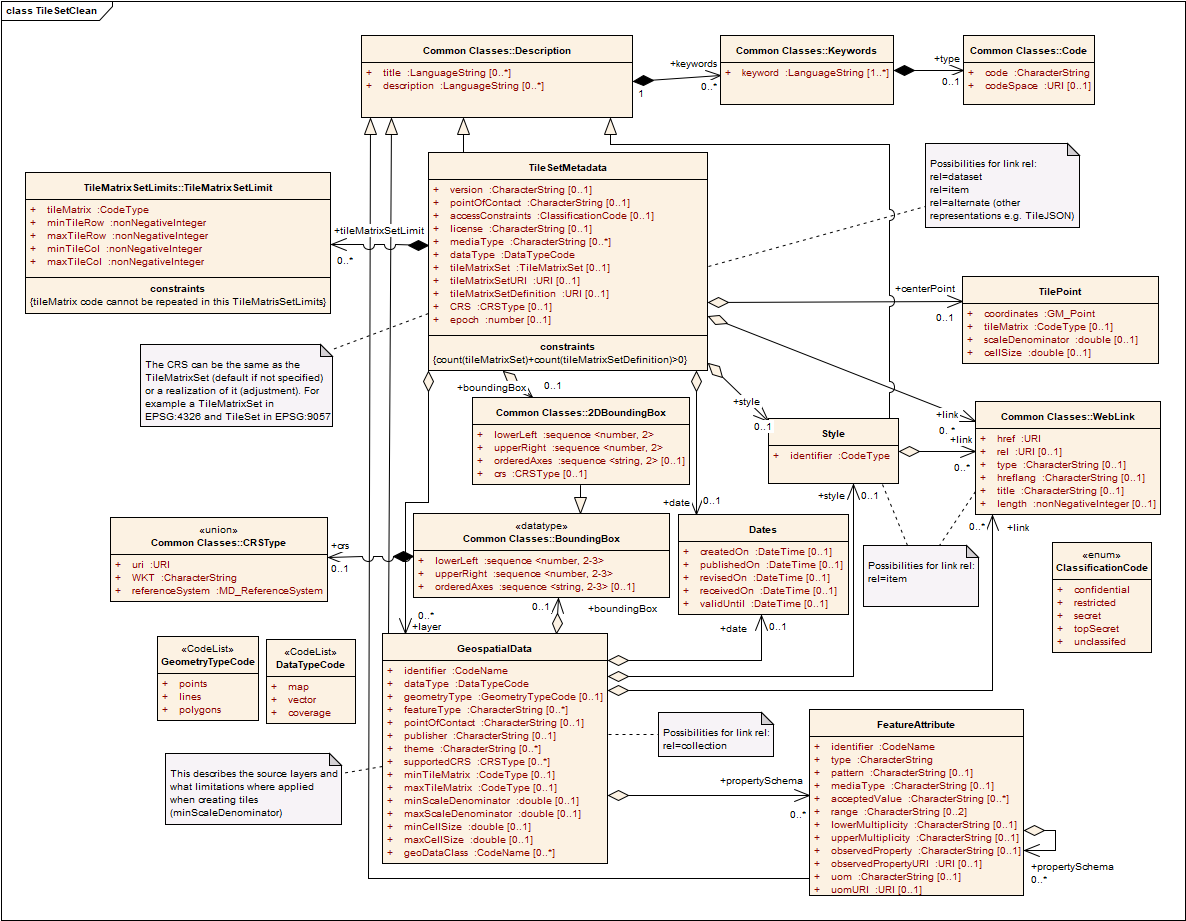 class TileSetClean
Common Classes::Description
+ title :LanguageString [0..*]
+ description :LanguageString [0..*]
1
+keywords
0..*
Common Classes::Keywords
+ keyword :LanguageString [1..*]
+type
0..1
Common Classes::Code
+ code :CharacterString
+ codeSpace :URI [0..1]
TileMatrixSetLimits::TileMatrixSetLimit
+ tileMatrix :CodeType
+ minTileRow :nonNegativeInteger
+ maxTileRow :nonNegativeInteger
+ minTileCol :nonNegativeInteger
+ maxTileCol :nonNegativeInteger
constraints
{tileMatrix code cannot be repeated in this TileMatrisSetLimits}
+tileMatrixSetLimit
0..*
TileSetMetadata
+ version :CharacterString [0..1]
+ pointOfContact :CharacterString [0..1]
+ accessConstraints :ClassificationCode [0..1]
+ license :CharacterString [0..1]
+ mediaType :CharacterString [0..*]
+ dataType :DataTypeCode
+ tileMatrixSet :TileMatrixSet [0..1]
+ tileMatrixSetURI :URI [0..1]
+ tileMatrixSetDefinition :URI [0..1]
+ CRS :CRSType [0..1]
+ epoch :number [0..1]
constraints
{count(tileMatrixSet)+count(tileMatrixSetDefinition)>0}
Possibilities for link rel:
rel=dataset
rel=item
rel=alternate (other
representations e.g. TileJSON)
+centerPoint
0..1
TilePoint
+ coordinates :GM_Point
+ tileMatrix :CodeType [0..1]
+ scaleDenominator :double [0..1]
+ cellSize :double [0..1]
The CRS can be the same as the
TileMatrixSet (default if not specified)
or a realization of it (adjustment). For
example a TileMatrixSet in
EPSG:4326 and TileSet in EPSG:9057
+boundingBox
0..1
Common Classes::2DBoundingBox
+ lowerLeft :sequence <number, 2>
+ upperRight :sequence <number, 2>
+ orderedAxes :sequence <string, 2> [0..1]
+ crs :CRSType [0..1]
+style
0..1
Style
+ identifier :CodeType
+link
0..*
+link
0..*
Common Classes::WebLink
+ href :URI
+ rel :URI [0..1]
+ type :CharacterString [0..1]
+ hreflang :CharacterString [0..1]
+ title :CharacterString [0..1]
+ length :nonNegativeInteger [0..1]
+date
0..1
+style
0..1
0..*
+link
«union»
Common Classes::CRSType
+ uri :URI
+ WKT :CharacterString
+ referenceSystem :MD_ReferenceSystem
+crs
0..1
«datatype»
Common Classes::BoundingBox
+ lowerLeft :sequence <number, 2-3>
+ upperRight :sequence <number, 2-3>
+ orderedAxes :sequence <string, 2-3> [0..1]
Dates
+ createdOn :DateTime [0..1]
+ publishedOn :DateTime [0..1]
+ revisedOn :DateTime [0..1]
+ receivedOn :DateTime [0..1]
+ validUntil :DateTime [0..1]
Possibilities for link rel:
rel=item
«enum»
ClassificationCode
+ confidential
+ restricted
+ secret
+ topSecret
+ unclassifed
0..*
+layer
0..1
+boundingBox
+date
0..1
«CodeList»
GeometryTypeCode
+ points
+ lines
+ polygons
«CodeList»
DataTypeCode
+ map
+ vector
+ coverage
GeospatialData
+ identifier :CodeName
+ dataType :DataTypeCode
+ geometryType :GeometryTypeCode [0..1]
+ featureType :CharacterString [0..*]
+ pointOfContact :CharacterString [0..1]
+ publisher :CharacterString [0..1]
+ theme :CharacterString [0..*]
+ supportedCRS :CRSType [0..*]
+ minTileMatrix :CodeType [0..1]
+ maxTileMatrix :CodeType [0..1]
+ minScaleDenominator :double [0..1]
+ maxScaleDenominator :double [0..1]
+ minCellSize :double [0..1]
+ maxCellSize :double [0..1]
+ geoDataClass :CodeName [0..*]
Possibilities for link rel:
rel=collection
This describes the source layers and
what limitations where applied
when creating tiles
(minScaleDenominator)
+propertySchema
0..*
FeatureAttribute
+ identifier :CodeName
+ type :CharacterString
+ pattern :CharacterString [0..1]
+ mediaType :CharacterString [0..1]
+ acceptedValue :CharacterString [0..*]
+ range :CharacterString [0..2]
+ lowerMultiplicity :CharacterString [0..1]
+ upperMultiplicity :CharacterString [0..1]
+ observedProperty :CharacterString [0..1]
+ observedPropertyURI :URI [0..1]
+ uom :CharacterString [0..1]
+ uomURI :URI [0..1]
+propertySchema
0..*